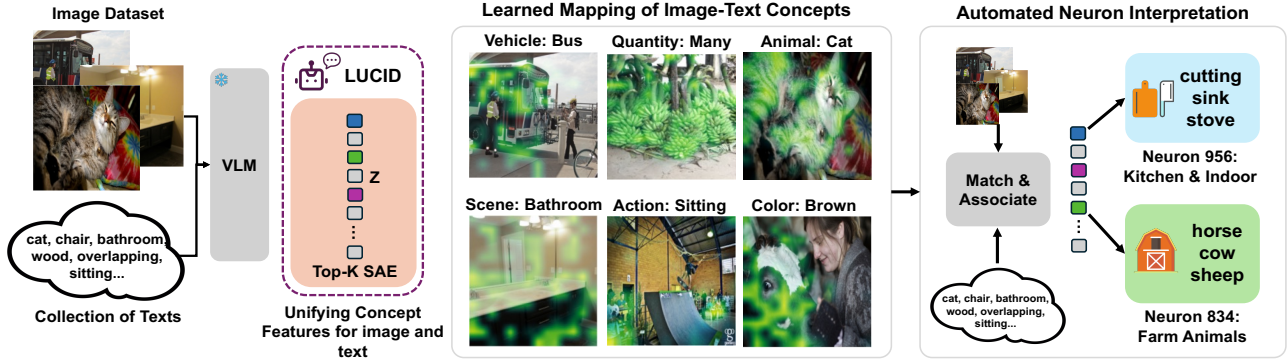 Image Dataset
Collection of Texts
cat, chair, bathroom,
wood, overlapping,
sitting...
VLM
LUCID
Z
Top-K SAE
Unifying Concept
Features for image and
text
Learned Mapping of Image-Text Concepts
Vehicle: Bus
Quantity: Many
Animal: Cat
Scene: Bathroom
Action: Sitting
Color: Brown
Automated Neuron Interpretation
Match &
Associate
cat, chair, bathroom,
wood, overlapping,
sitting...
cutting
sink
stove
Neuron 956:
Kitchen & Indoor
horse
cow
sheep
Neuron 834:
Farm Animals